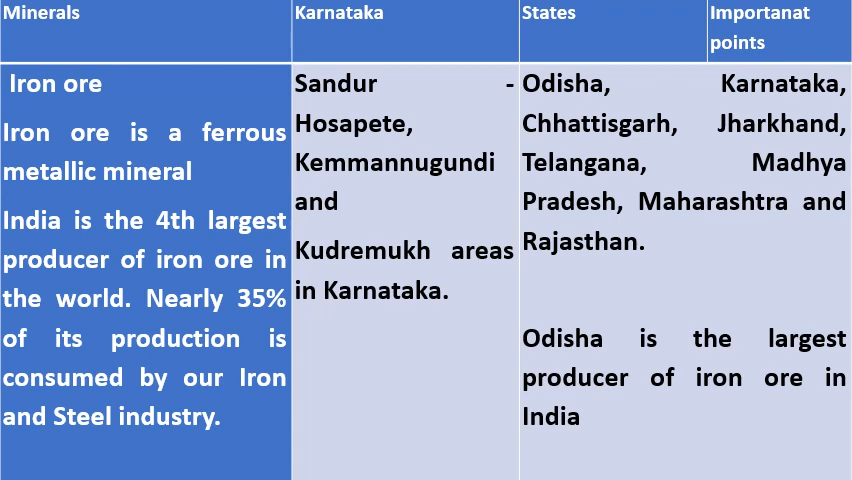 Minerals
Karnataka
States
Importanat
points
Iron ore
Iron ore is a ferrous
metallic mineral
India is the 4th largest
producer of iron ore in
the world. Nearly 35%
of its production is
consumed by our Iron
and Steel industry.
Sandur -
Hosapete,
Kemmannugundi
and
Kudremukh areas
in Karnataka.
Odisha, Karnataka,
Chhattisgarh, Jharkhand,
Telangana, Madhya
Pradesh, Maharashtra and
Rajasthan.
Odisha is the largest
producer of iron ore in
India